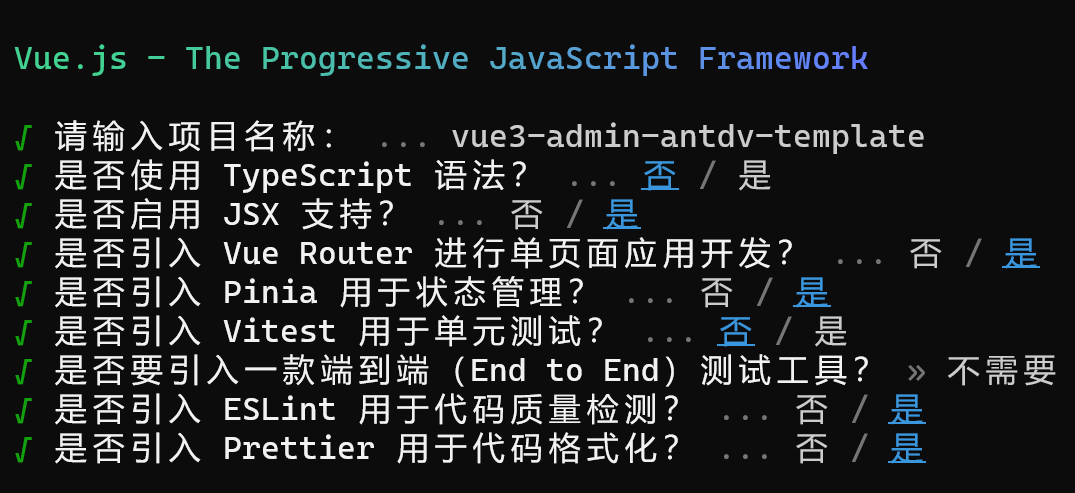 Vue.js - The Progressive JavaScript Framework
√ 请输入项目名称： ... vue3-admin-antdv-template
√ 是否使用 TypeScript 语法？ ... 否 / 是
√ 是否启用 JSX 支持？ ... 否 / 是
√ 是否引入 Vue Router 进行单页面应用开发？ ... 否 / 是
√ 是否引入 Pinia 用于状态管理？ ... 否 / 是
√ 是否引入 Vitest 用于单元测试？ ... 否 / 是
√ 是否要引入一款端到端（End to End）测试工具？ » 不需要
√ 是否引入 ESLint 用于代码质量检测？ ... 否 / 是
√ 是否引入 Prettier 用于代码格式化？ ... 否 / 是